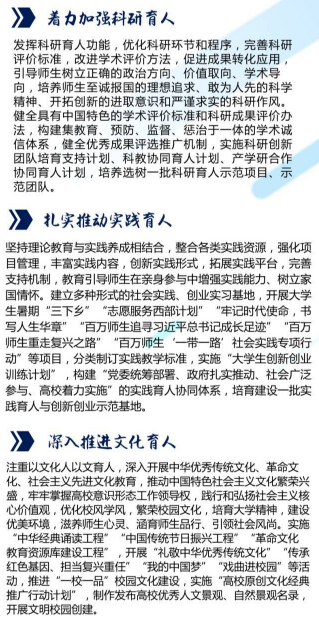 着力加强科研育人
发挥科研育人功能，优化科研环节和程序，完善科研
评价标准，改进学术评价方法，促进成果转化应用，
引导师生树立正确的政治方向、价值取向、学术导
向，培养师生至诚报国的理想追求、敢为人先的科学
精神、开拓创新的进取意识和严谨求实的科研作风。
健全具有中国特色的学术评价标准和科研成果评价办
法，构建集教育、预防、监督、惩治于一体的学术诚
信体系，健全优秀成果评选推广机制，实施科研创新
团队培育支持计划、科教协同育人计划、产学研合作
协同育人计划，培养选树一批科研育人示范项目、示
范团队。
扎实推动实践育人
坚持理论教育与实践养成相结合，整合各类实践资源，强化项
目管理，丰富实践内容，创新实践形式，拓展实践平台，完善
支持机制，教育引导师生在亲身参与中增强实践能力、树立家
国情怀。建立多种形式的社会实践、创业实习基地，开展大学
生暑期“三下乡”“志愿服务西部计划”“牢记时代使命，书
写人生华章”“百万师生追寻习近平总书记成长足迹”“百万
师生重走复兴之路”“百万师生‘一带一路’社会实践专项行
动”等项目，分类制订实践教学标准，实施“大学生创新创业
训练计划”，构建“党委统筹部署、政府扎实推动、社会广泛
参与、高校着力实施”的实践育人协同体系，培育建设一批实
践育人与创新创业示范基地。
深入推进文化育人
注重以文化人以文育人，深入开展中华优秀传统文化、革命文
化、社会主义先进文化教育，推动中国特色社会主义文化繁荣兴
盛，牢牢掌握高校意识形态工作领导权，践行和弘扬社会主义核
心价值观，优化校风学风，繁荣校园文化，培育大学精神，建设
优美环境，滋养师生心灵、涵育师生品行、引领社会风尚。实施
“中华经典诵读工程”“中国传统节日振兴工程”“革命文化
教育资源库建设工程”，开展“礼敬中华优秀传统文化”“传承
红色基因、担当复兴重任”“我的中国梦”“戏曲进校园”等活
动，推进“一校一品”校园文化建设，实施“高校原创文化经典
推广行动计划”，制作发布高校优秀人文景观、自然景观名录，
开展文明校园创建。